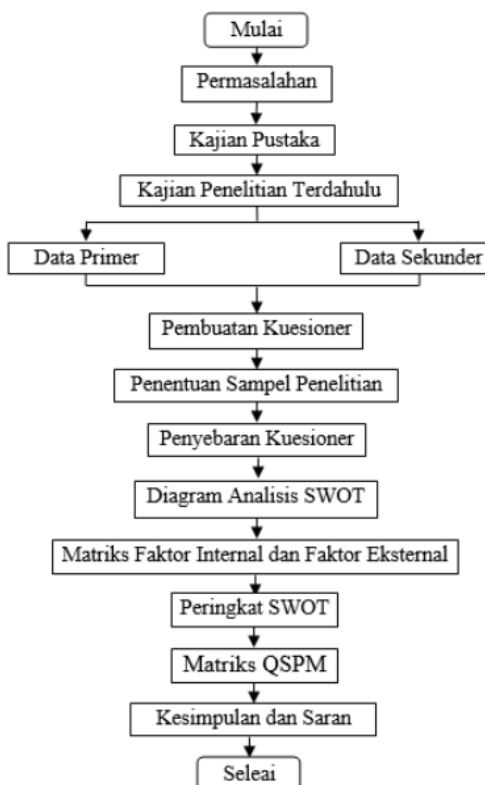 Mulai
Permasalahan
Kajian Pustaka
Kajian Penelitian Terdahulu
Data Primer
Data Sekunder
Pembuatan Kuesioner
Penentuan Sampel Penelitian
Penyebaran Kuesioner
Diagram Analisis SWOT
Matriks Faktor Internal dan Faktor Eksternal
Peringkat SWOT
Matriks QSPM
Kesimpulan dan Saran
Seleai